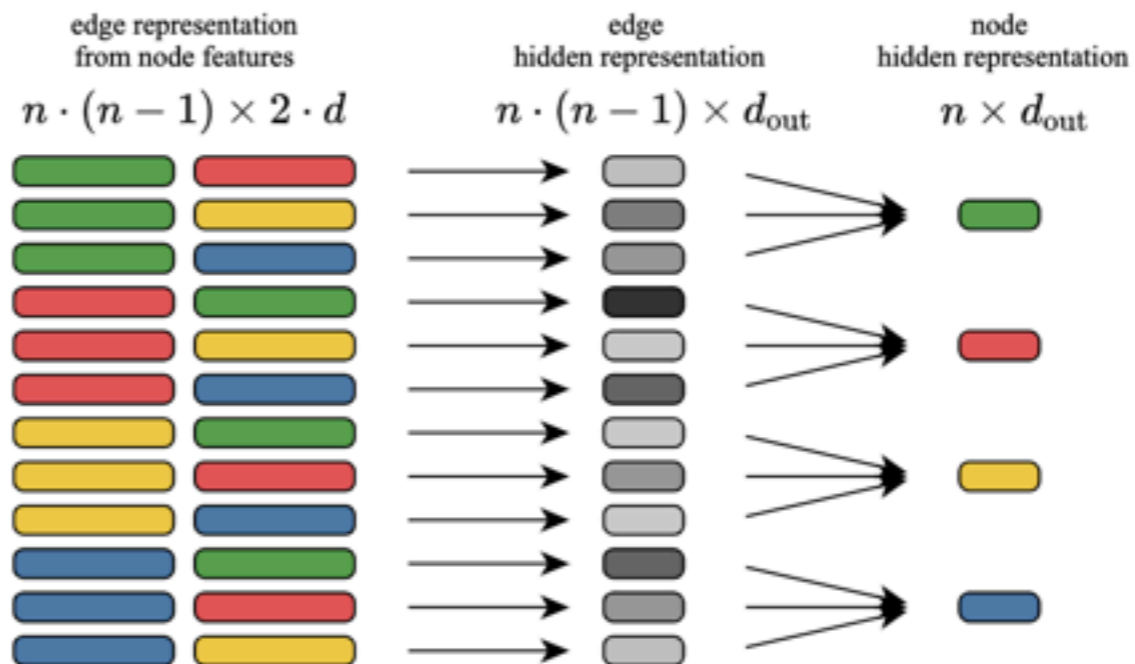 edge representation
from node features
n · (n − 1) × 2 · d
edge
hidden representation
n · (n − 1) × d_out
node
hidden representation
n × d_out